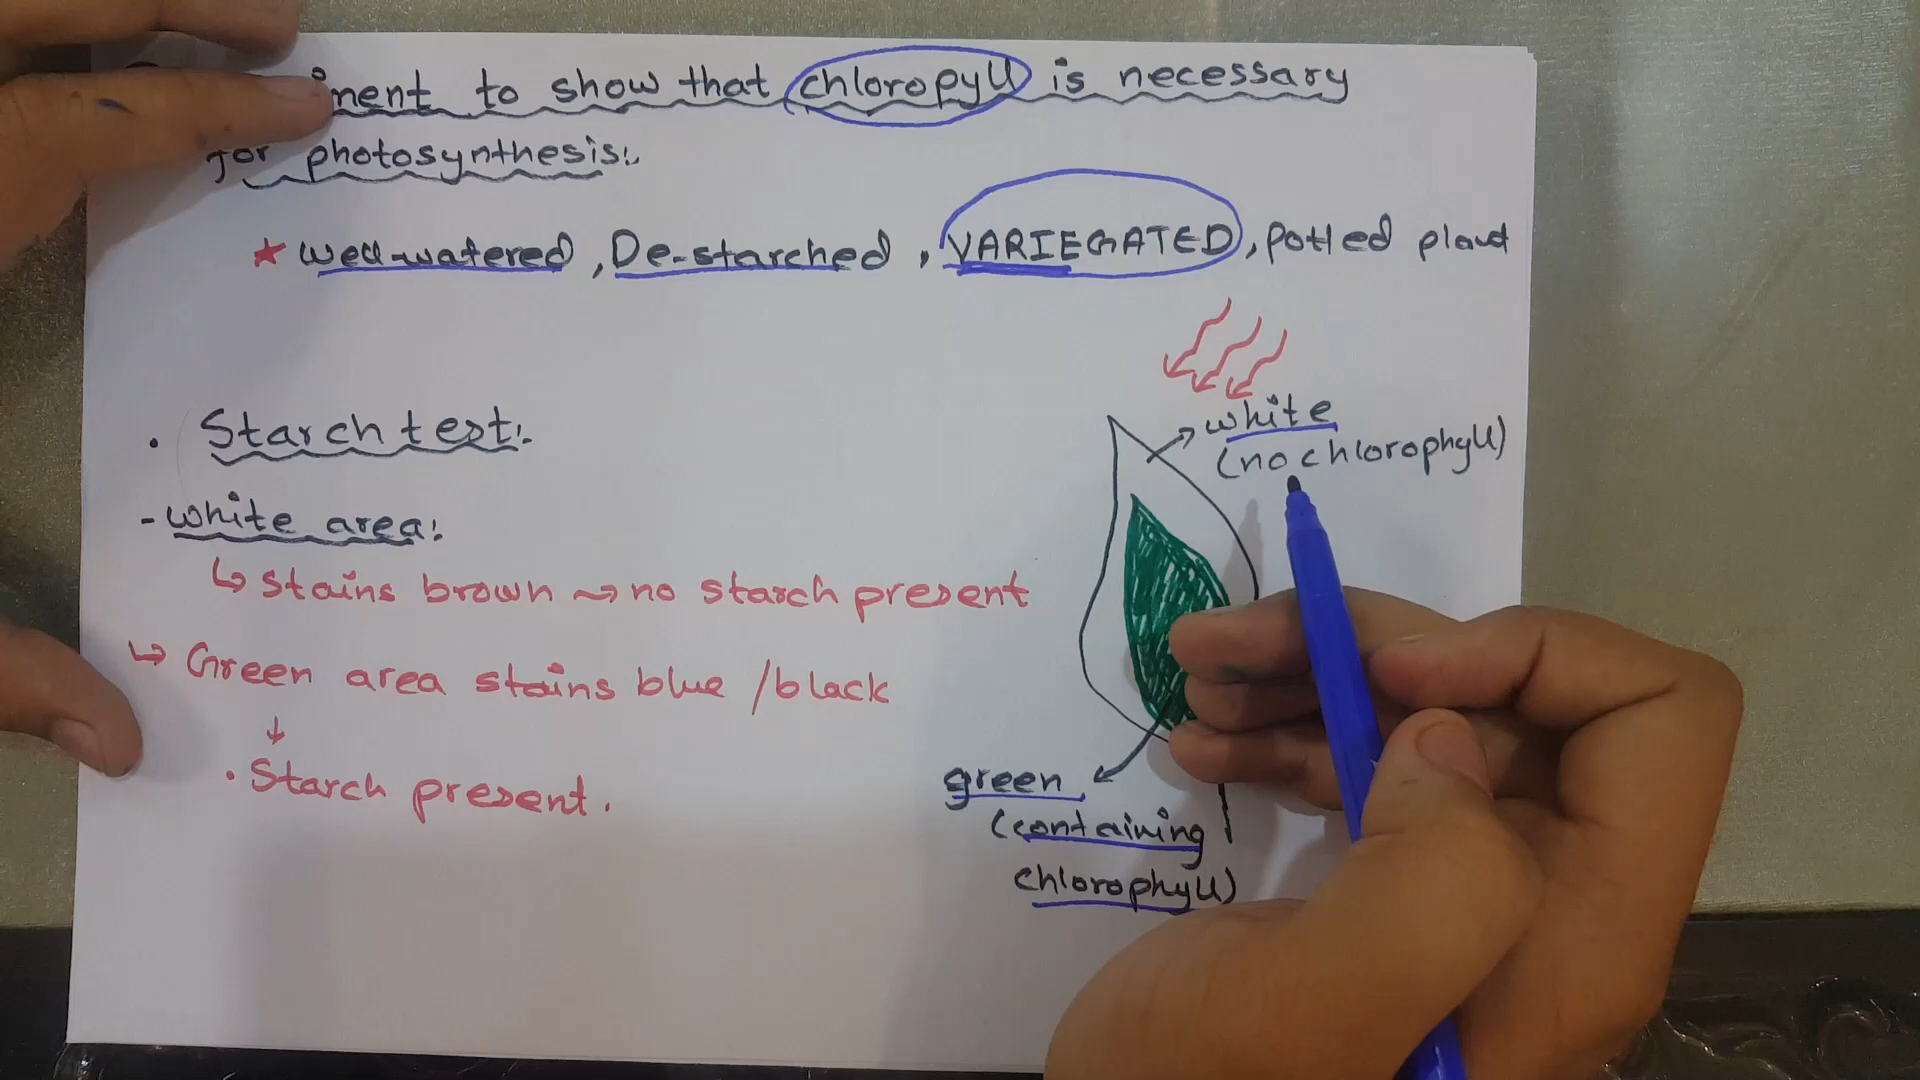 iment to show that chloropyll is necessary
for photosynthesis:
★ well-watered, De-starched, VARIEGATED, potted plant
• Starch test:
white
(no chlorophyll)
- white area:
↳ stains brown ⇝ no starch present
↳ Green area stains blue / black
↓
• Starch present.
green
(containing
chlorophyll)